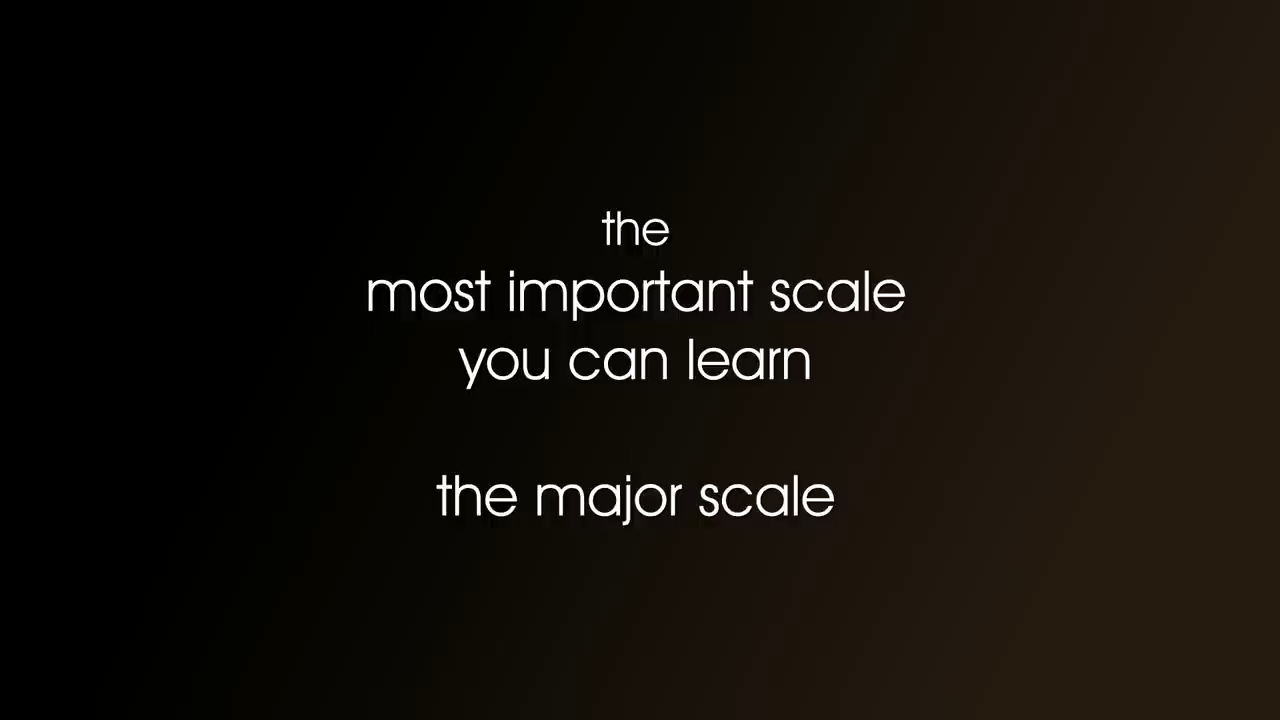 the
most important scale
you can learn
the major scale